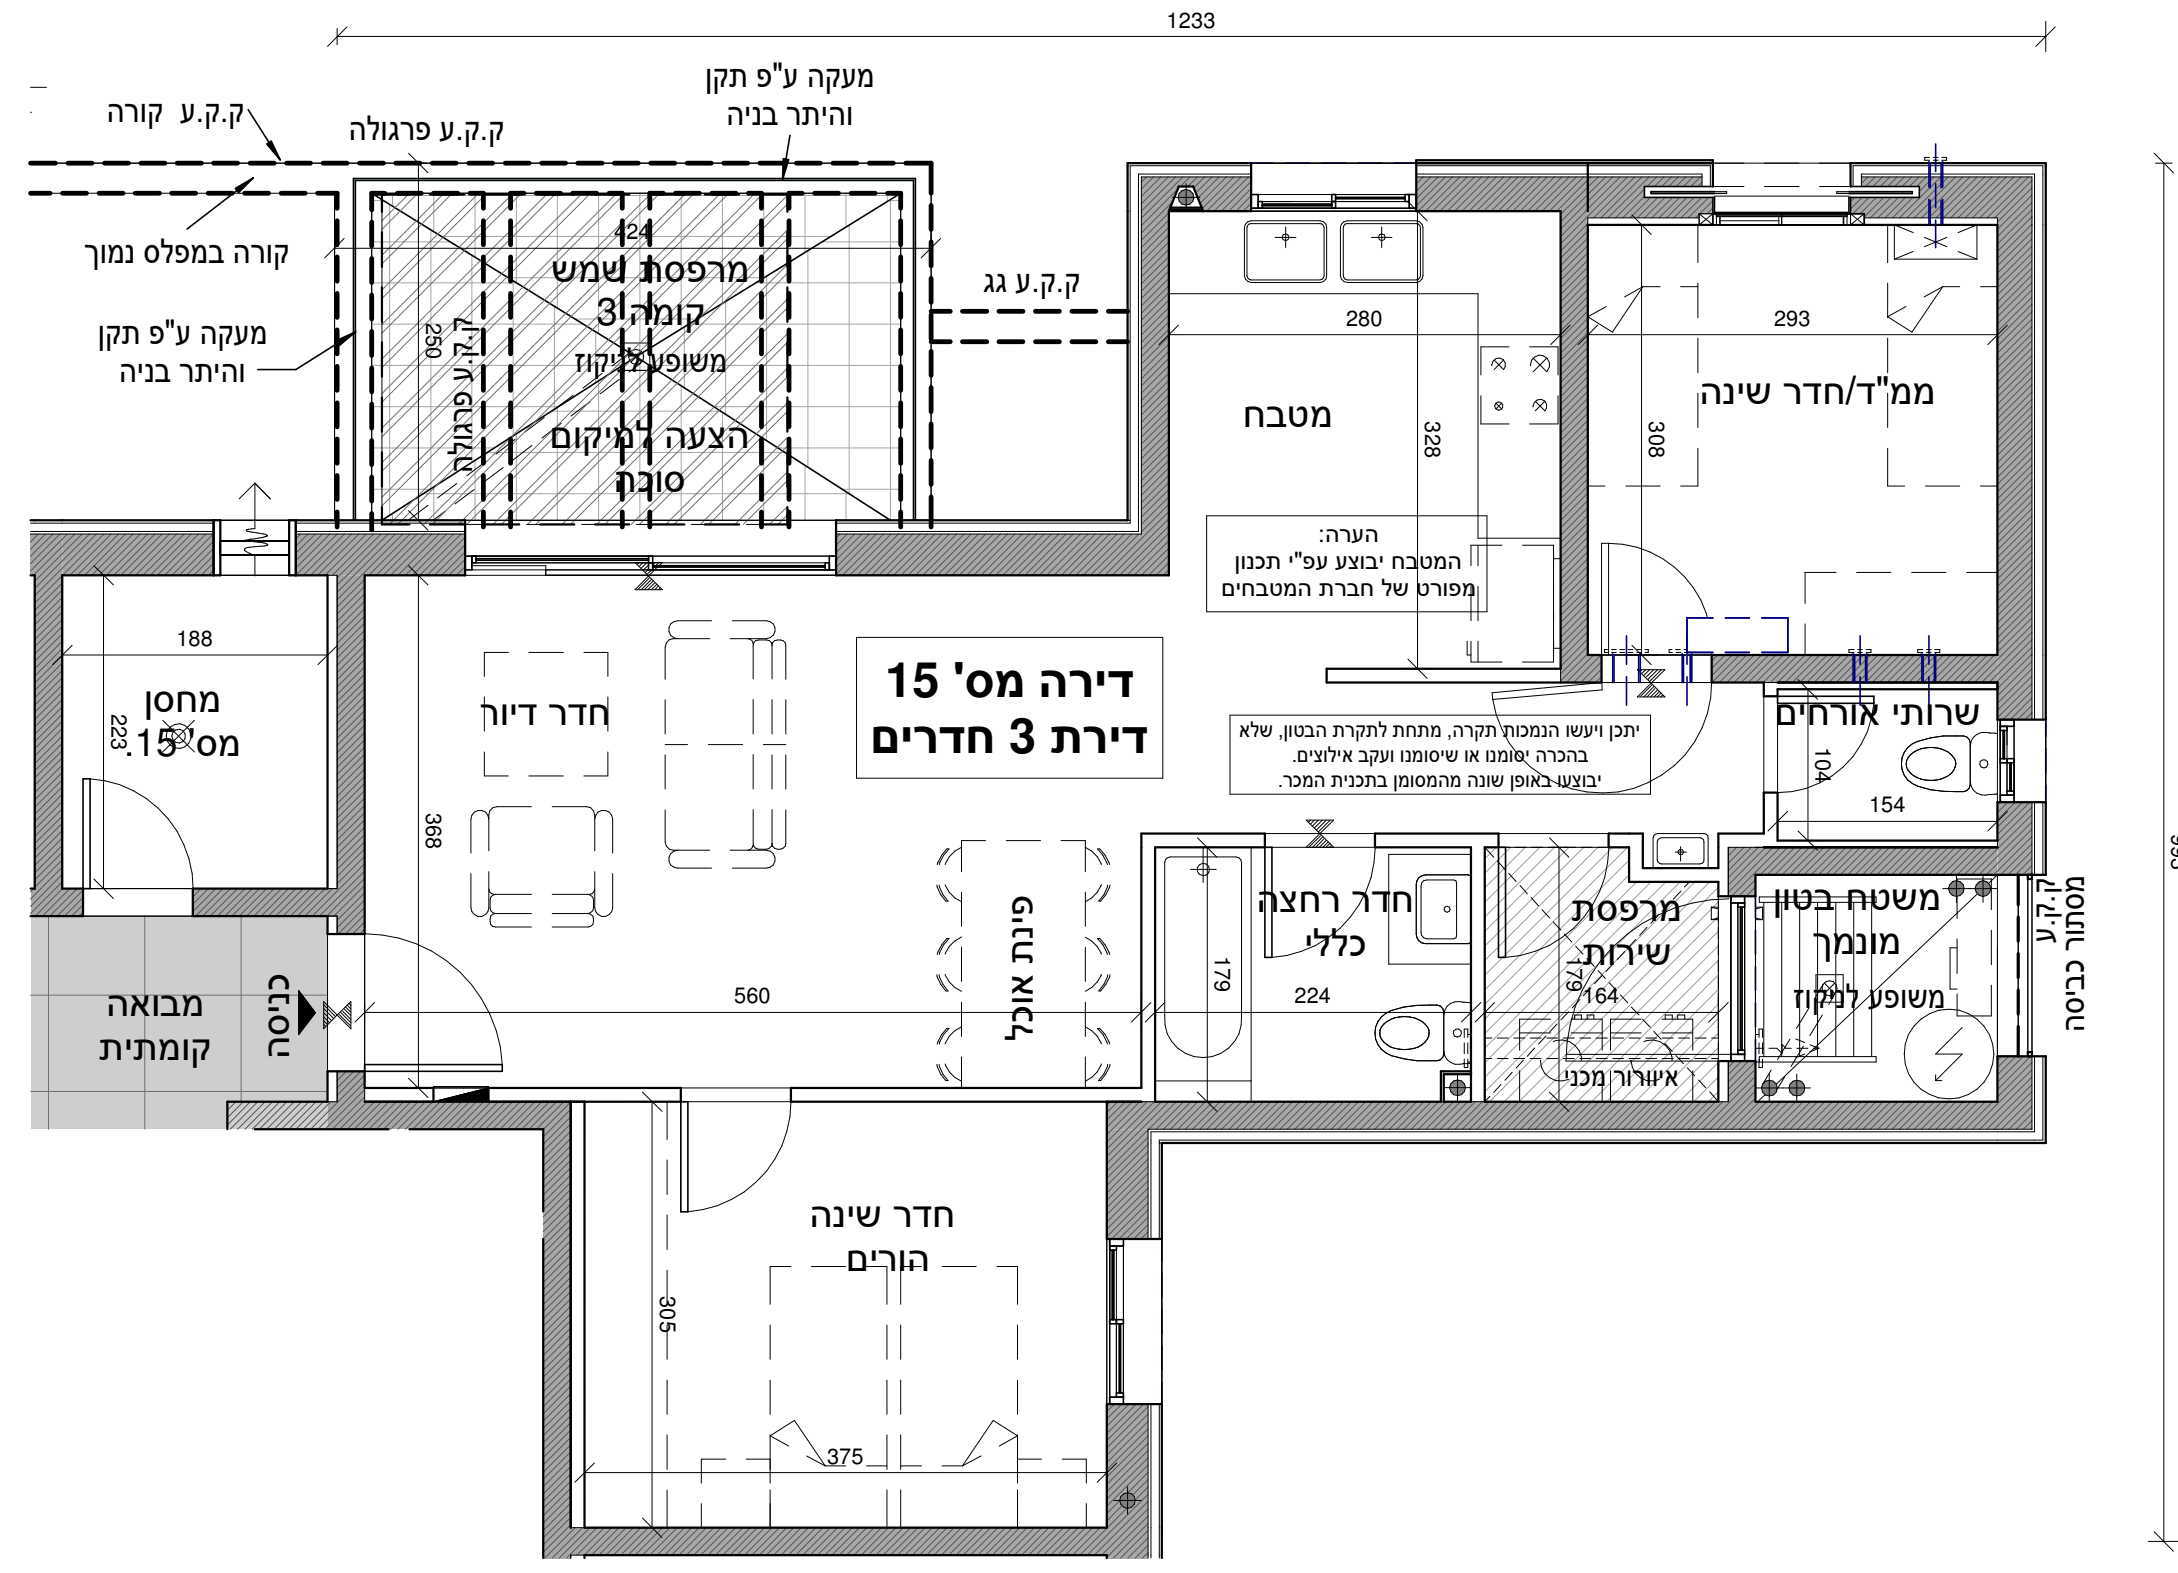 1233
מעקה ע"פ תקן
והיתר בניה
ק.ק.ע קורה
ק.ק.ע פרגולה
קורה במפלס נמוך
מעקה ע"פ תקן
והיתר בניה
424
מרפסת שמש
קומה 3
משופע לניקוז
250
ק.ק.ע פרגולה
הצעה למיקום
סוכה
ק.ק.ע גג
280
מטבח
328
293
ממ"ד/חדר שינה
308
הערה:
המטבח יבוצע עפ"י תכנון
מפורט של חברת המטבחים
188
מחסן
מס' 15.
223
חדר דיור
368
דירה מס' 15
דירת 3 חדרים
יתכן ויעשו הנמכות תקרה, מתחת לתקרת הבטון, שלא
בהכרה יסומנו או שיסומנו ועקב אילוצים.
יבוצעו באופן שונה מהמסומן בתכנית המכר.
שרותי אורחים
104
154
חדר רחצה
כללי
179
224
מרפסת
שירות
179
164
איוורור מכני
משטח בטון
מונמך
משופע לניקוז
ק.ק.ע
מסתור כביסה
פינת אוכל
560
כניסה
מבואה
קומתית
חדר שינה
הורים
305
375